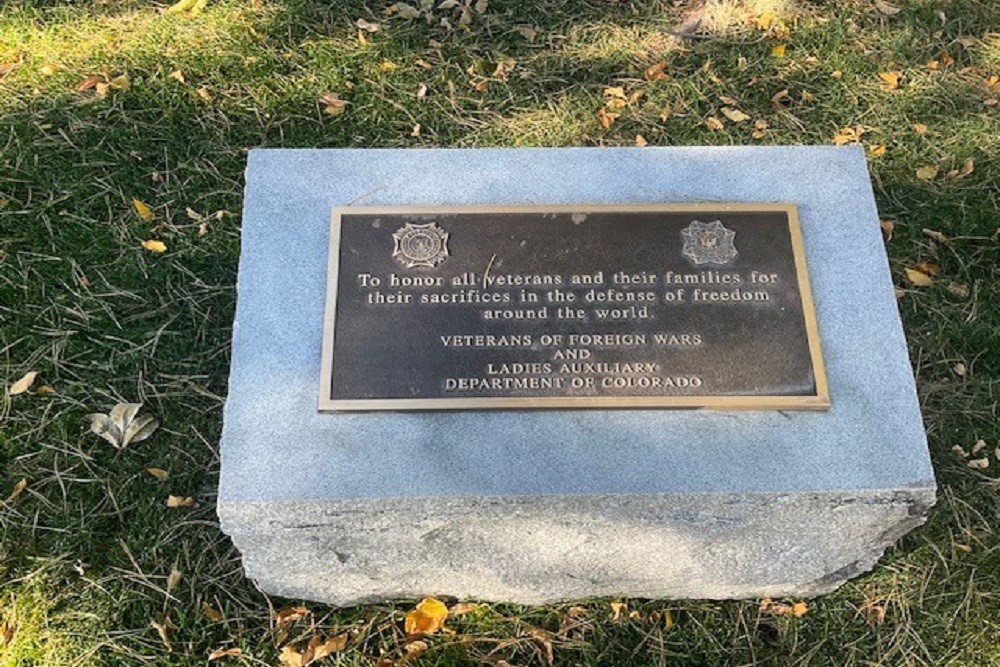 To honor all veterans and their families for
their sacrifices in the defense of freedom
around the world.
VETERANS OF FOREIGN WARS
AND
LADIES AUXILIARY
DEPARTMENT OF COLORADO